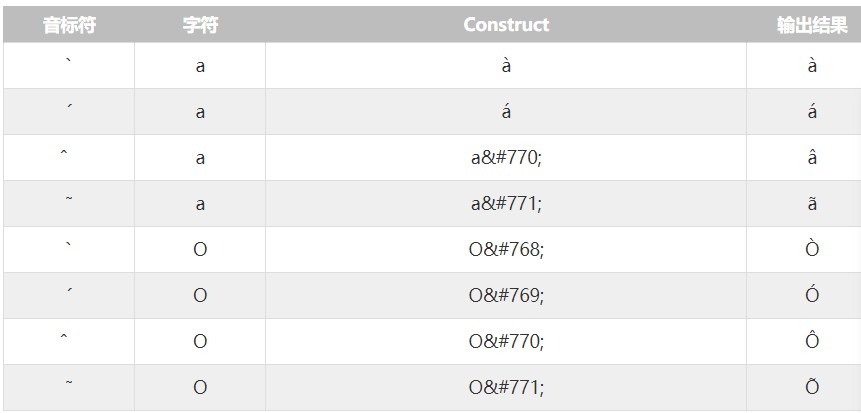 音标符 字符 Construct 输出结果
` a à à
´ a á á
ˆ a a&#770; â
˜ a a&#771; ã
` O O&#768; Ò
´ O O&#769; Ó
ˆ O O&#770; Ô
˜ O O&#771; Õ